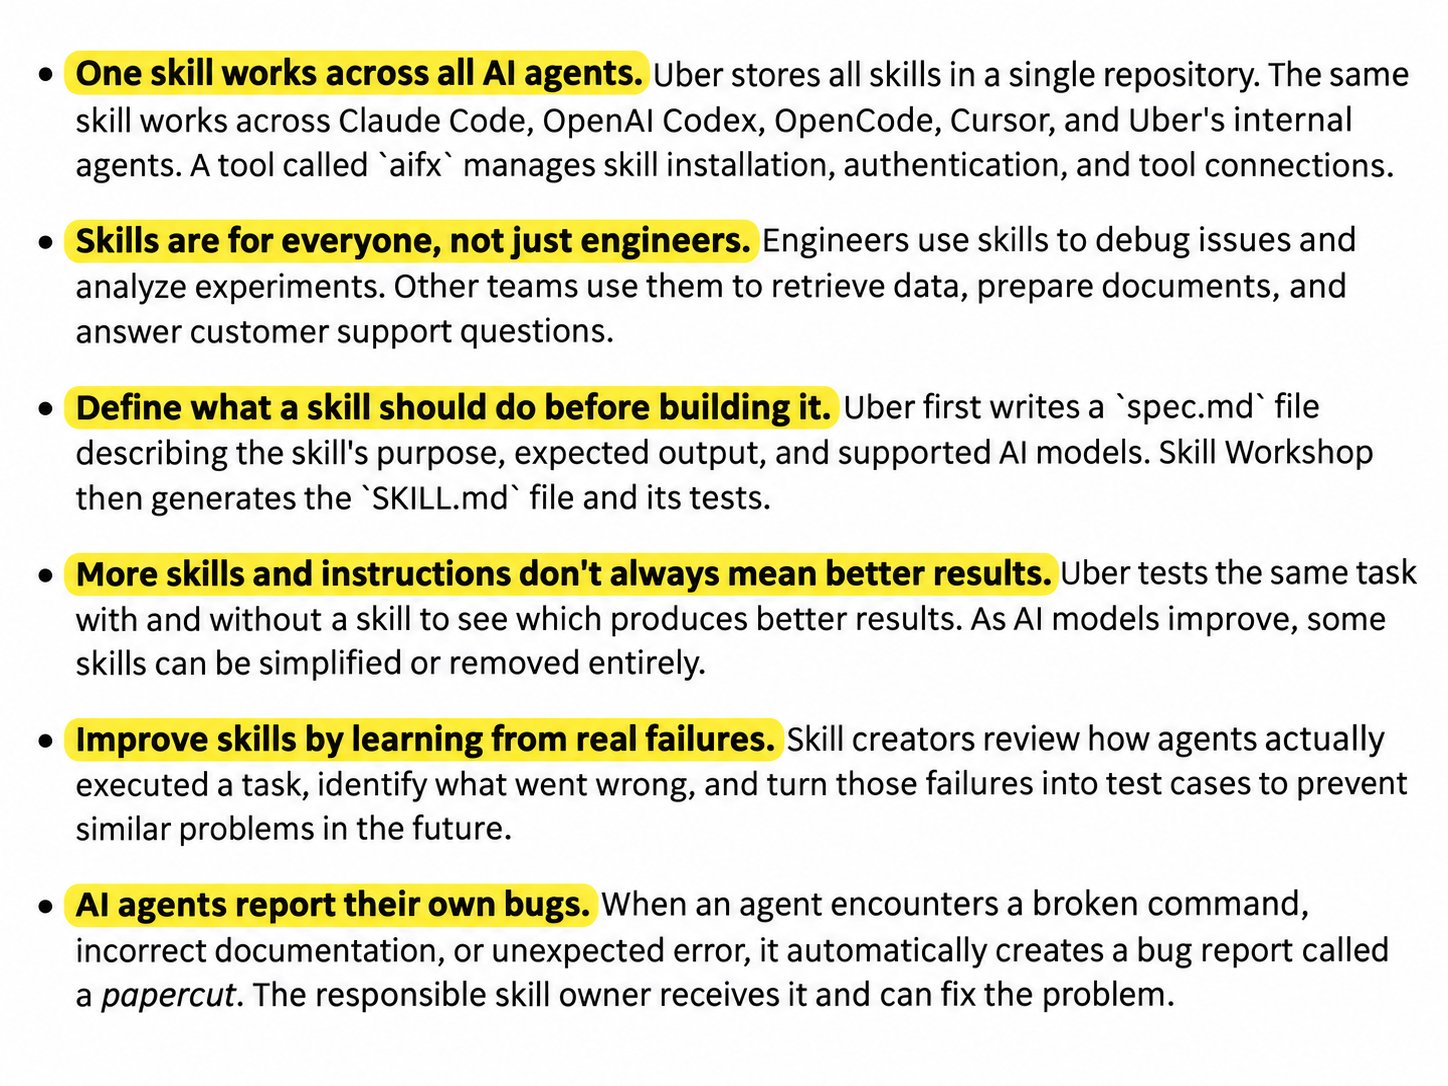 • One skill works across all AI agents. Uber stores all skills in a single repository. The same
skill works across Claude Code, OpenAI Codex, OpenCode, Cursor, and Uber's internal
agents. A tool called `aifx` manages skill installation, authentication, and tool connections.
• Skills are for everyone, not just engineers. Engineers use skills to debug issues and
analyze experiments. Other teams use them to retrieve data, prepare documents, and
answer customer support questions.
• Define what a skill should do before building it. Uber first writes a `spec.md` file
describing the skill's purpose, expected output, and supported AI models. Skill Workshop
then generates the `SKILL.md` file and its tests.
• More skills and instructions don't always mean better results. Uber tests the same task
with and without a skill to see which produces better results. As AI models improve, some
skills can be simplified or removed entirely.
• Improve skills by learning from real failures. Skill creators review how agents actually
executed a task, identify what went wrong, and turn those failures into test cases to prevent
similar problems in the future.
• AI agents report their own bugs. When an agent encounters a broken command,
incorrect documentation, or unexpected error, it automatically creates a bug report called
a papercut. The responsible skill owner receives it and can fix the problem.